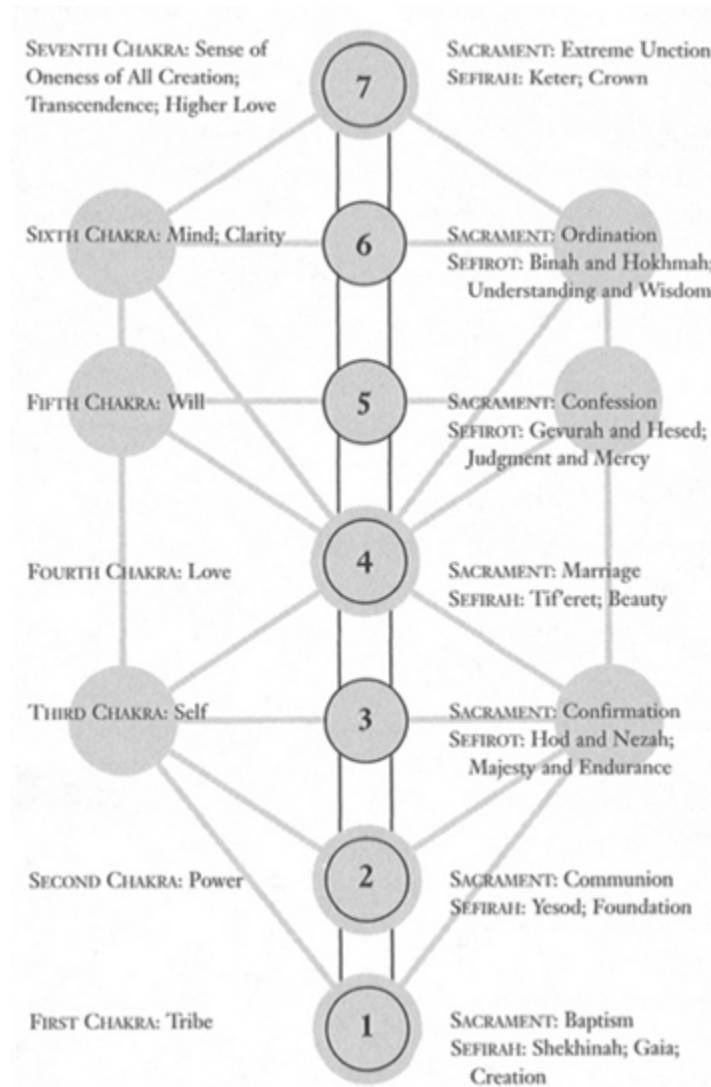 SEVENTH CHAKRA: Sense of
Oneness of All Creation;
Transcendence; Higher Love
7
SACRAMENT: Extreme Unction
SEFIRAH: Keter; Crown
SIXTH CHAKRA: Mind; Clarity
6
SACRAMENT: Ordination
SEFIROT: Binah and Hokhmah;
Understanding and Wisdom
FIFTH CHAKRA: Will
5
SACRAMENT: Confession
SEFIROT: Gevurah and Hesed;
Judgment and Mercy
FOURTH CHAKRA: Love
4
SACRAMENT: Marriage
SEFIRAH: Tif'eret; Beauty
THIRD CHAKRA: Self
3
SACRAMENT: Confirmation
SEFIROT: Hod and Nezah;
Majesty and Endurance
SECOND CHAKRA: Power
2
SACRAMENT: Communion
SEFIRAH: Yesod; Foundation
FIRST CHAKRA: Tribe
1
SACRAMENT: Baptism
SEFIRAH: Shekhinah; Gaia;
Creation